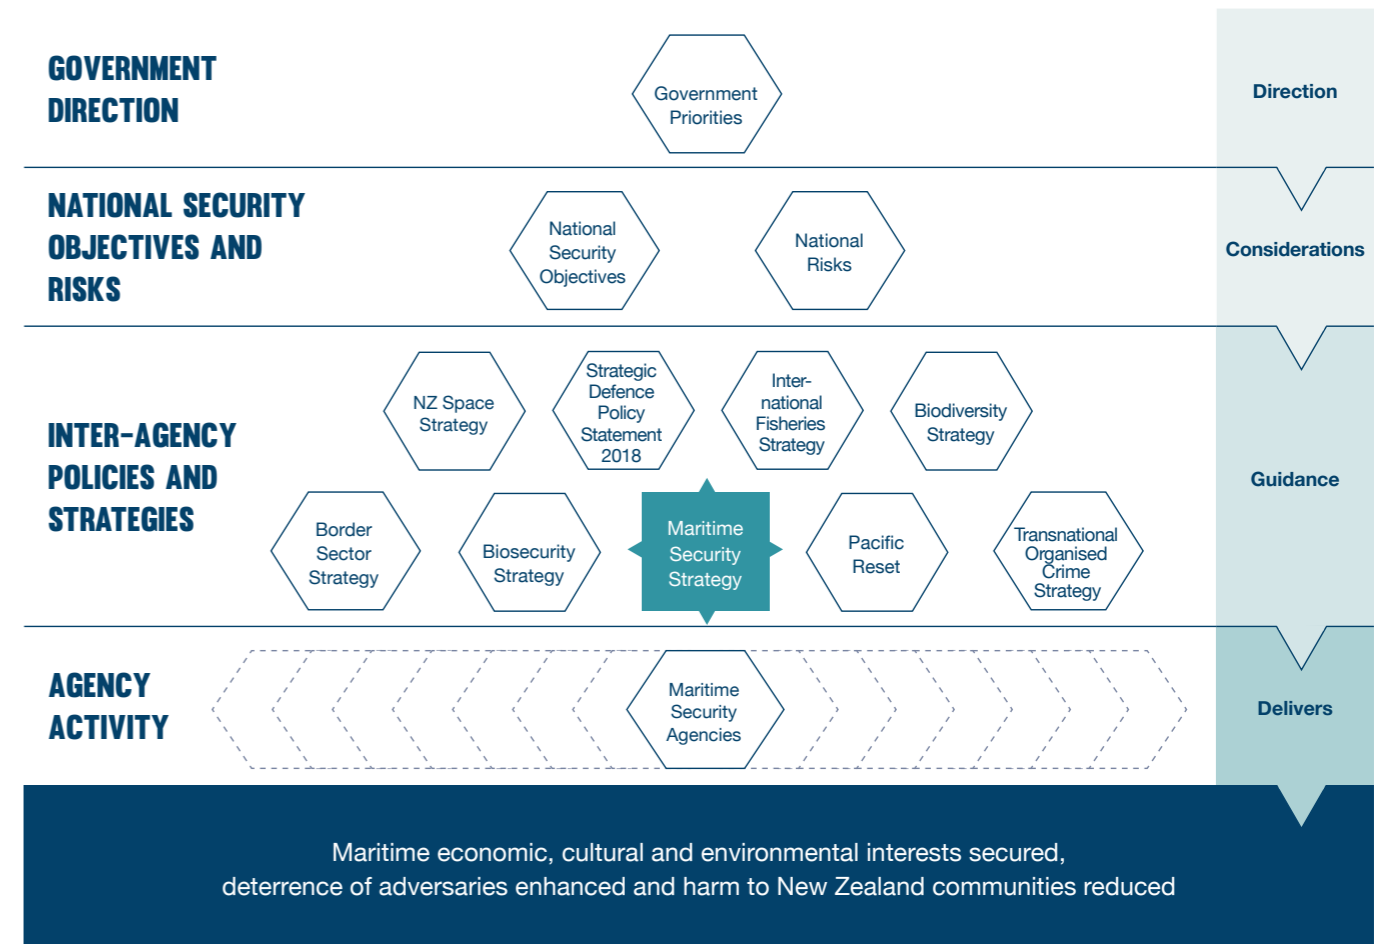 GOVERNMENT
DIRECTION
Government
Priorities
Direction
NATIONAL SECURITY
OBJECTIVES AND
RISKS
National
Security
Objectives
National
Risks
Considerations
INTER-AGENCY
POLICIES AND
STRATEGIES
NZ Space
Strategy
Strategic
Defence
Policy
Statement
2018
Inter-
national
Fisheries
Strategy
Biodiversity
Strategy
Border
Sector
Strategy
Biosecurity
Strategy
Maritime
Security
Strategy
Pacific
Reset
Transnational
Organised
Crime
Strategy
Guidance
AGENCY
ACTIVITY
Maritime
Security
Agencies
Delivers
Maritime economic, cultural and environmental interests secured,
deterrence of adversaries enhanced and harm to New Zealand communities reduced